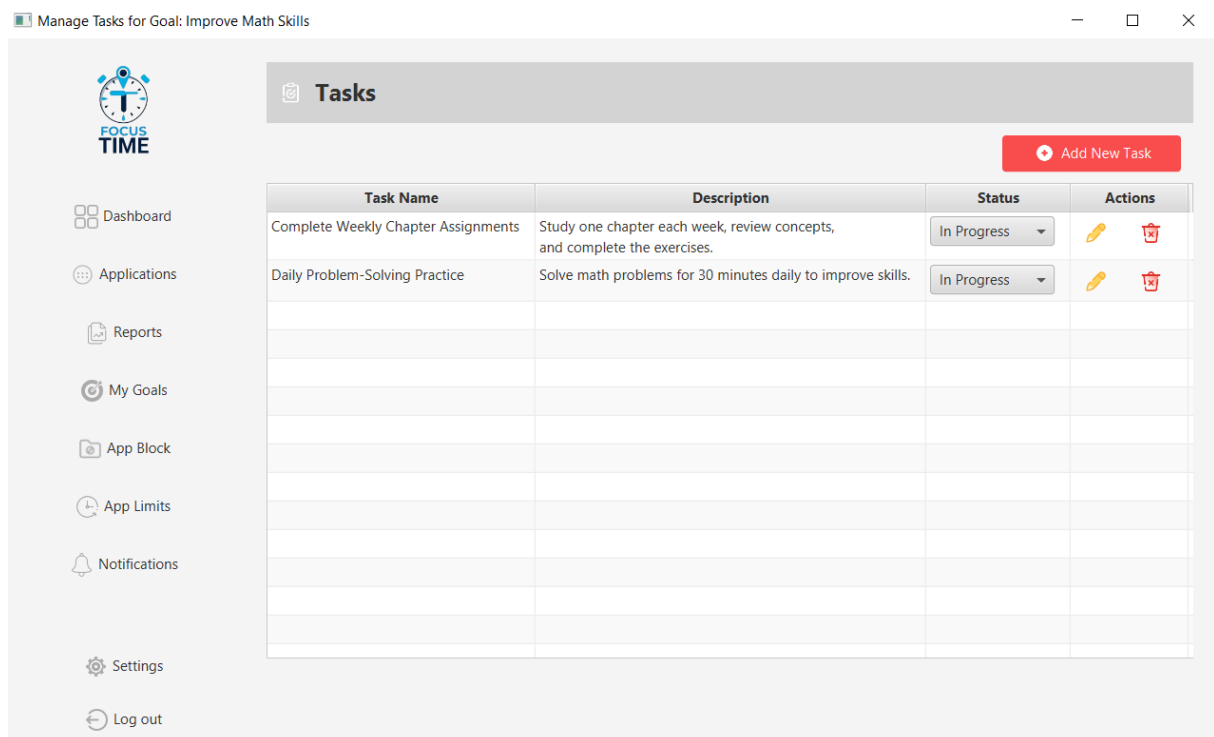 Manage Tasks for Goal: Improve Math Skills
FOCUS
TIME
Dashboard
Applications
Reports
My Goals
App Block
App Limits
Notifications
Settings
Log out
Tasks
Add New Task
Task Name Description Status Actions
Complete Weekly Chapter Assignments Study one chapter each week, review concepts, In Progress
and complete the exercises.
Daily Problem-Solving Practice Solve math problems for 30 minutes daily to improve skills. In Progress